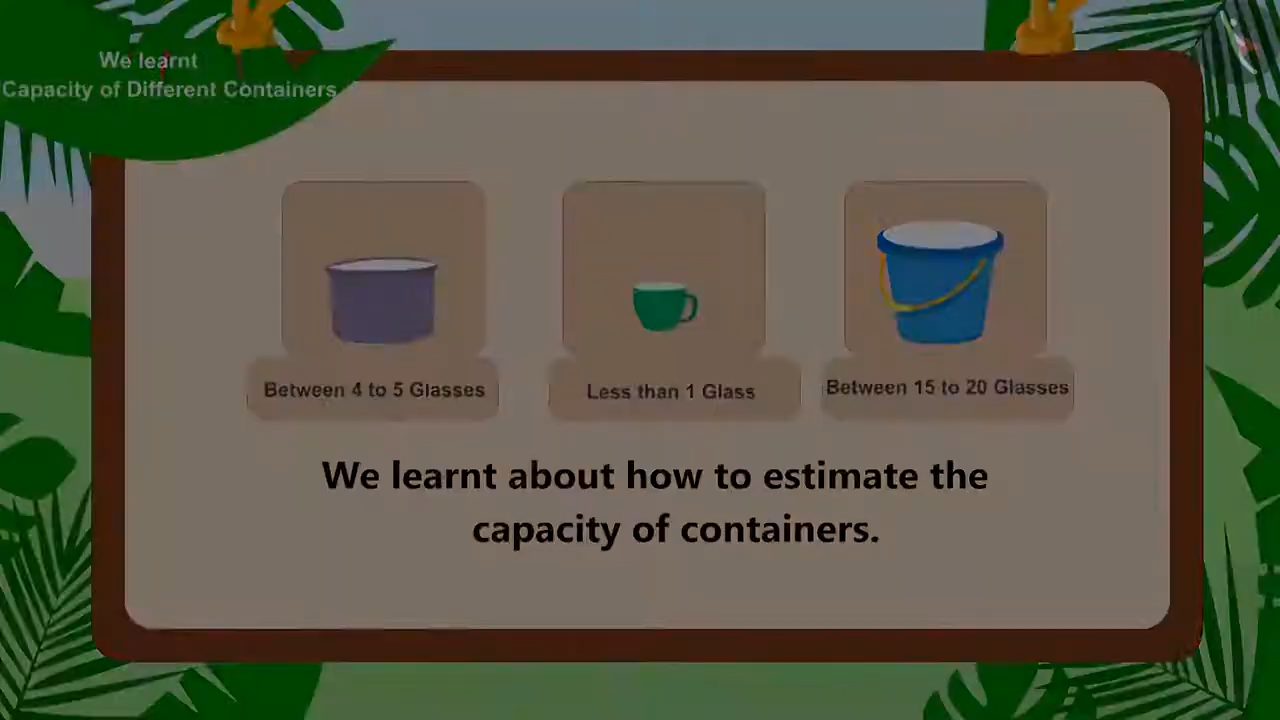 We learnt
Capacity of Different Containers
Between 4 to 5 Glasses
Less than 1 Glass
Between 15 to 20 Glasses
We learnt about how to estimate the
capacity of containers.